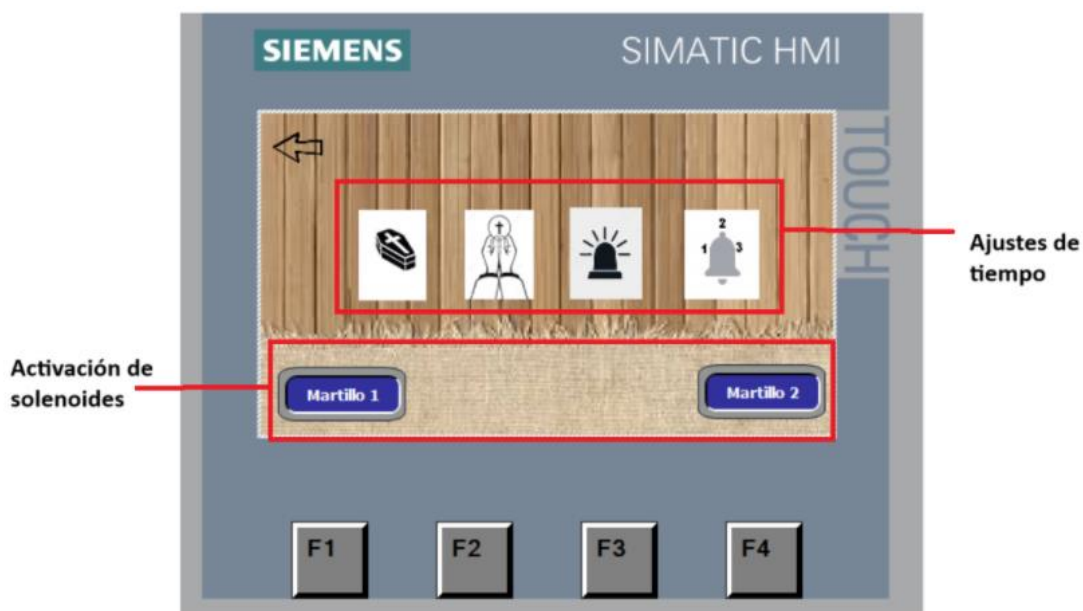 SIEMENS
SIMATIC HMI
TOUCH
2
1 3
Ajustes de
tiempo
Activación de
solenoides
Martillo 1
Martillo 2
F1
F2
F3
F4